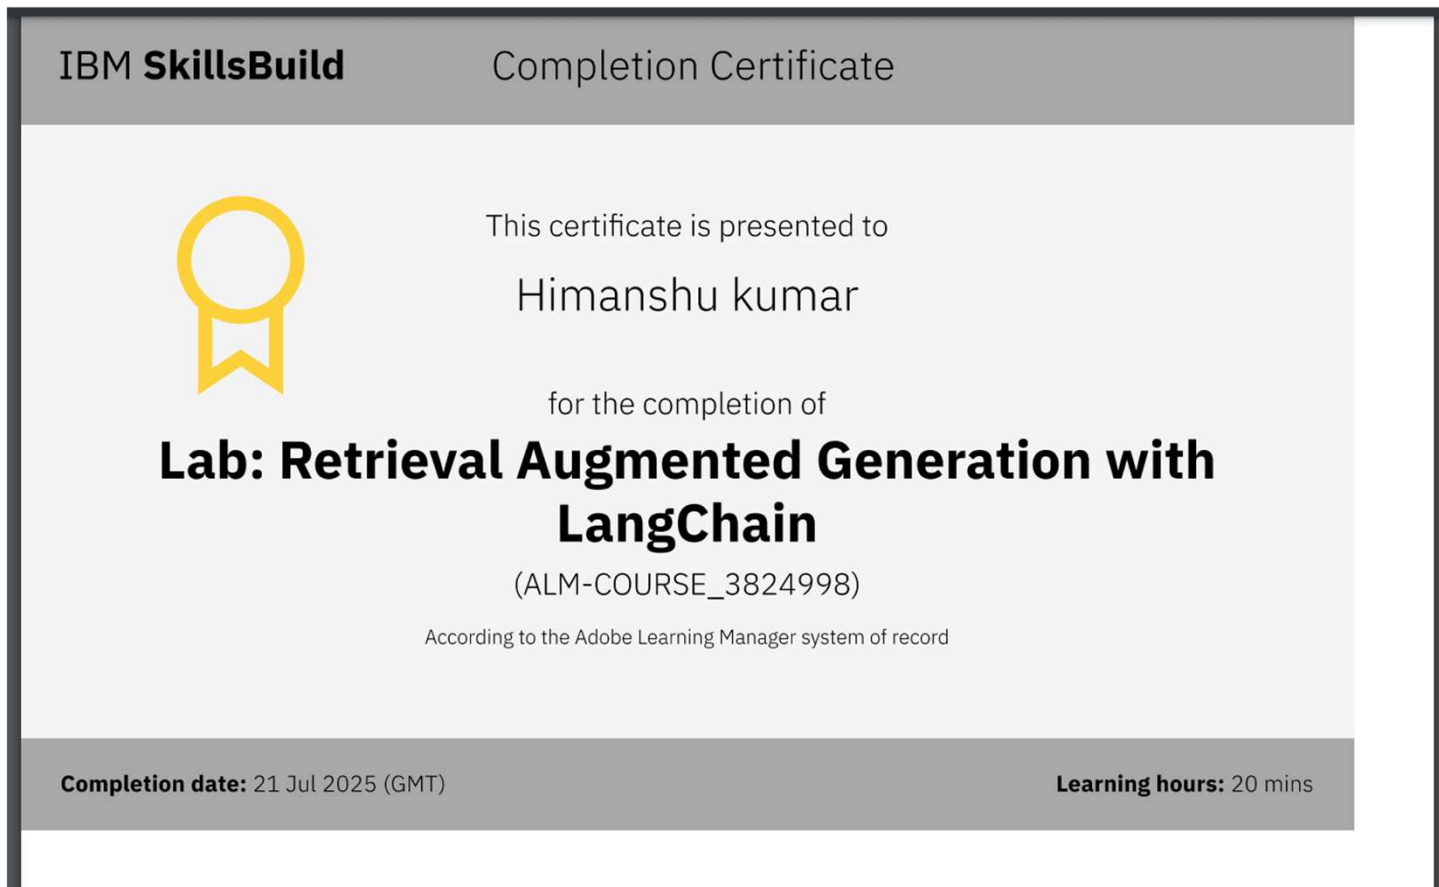 IBM SkillsBuild Completion Certificate
This certificate is presented to
Himanshu kumar
for the completion of
Lab: Retrieval Augmented Generation with
LangChain
(ALM-COURSE_3824998)
According to the Adobe Learning Manager system of record
Completion date: 21 Jul 2025 (GMT) Learning hours: 20 mins